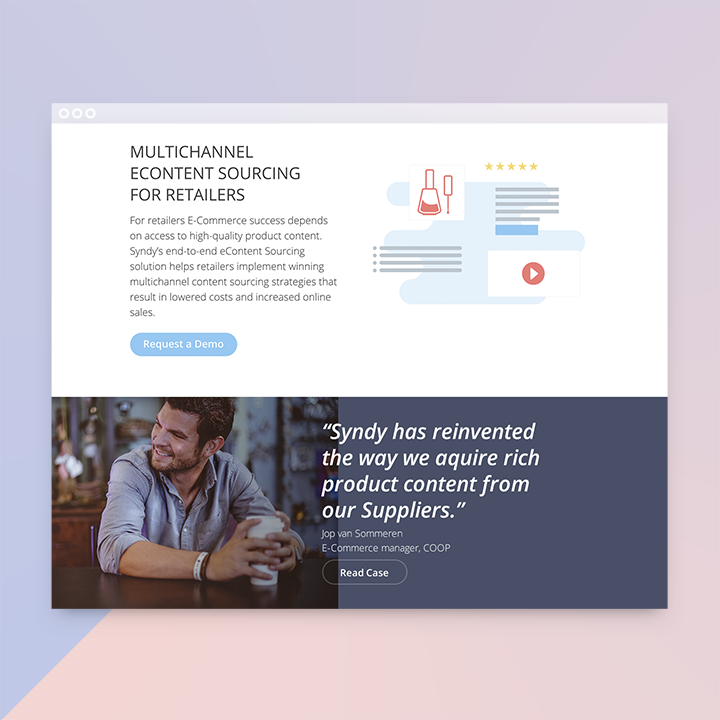 MULTICHANNEL
ECONTENT SOURCING
FOR RETAILERS
For retailers E-Commerce success depends
on access to high-quality product content.
Syndy's end-to-end eContent Sourcing
solution helps retailers implement winning
multichannel content sourcing strategies that
result in lowered costs and increased online
sales.
Request a Demo
“Syndy has reinvented
the way we aquire rich
product content from
our Suppliers.”
Jop van Sommeren
E-Commerce manager, COOP
Read Case